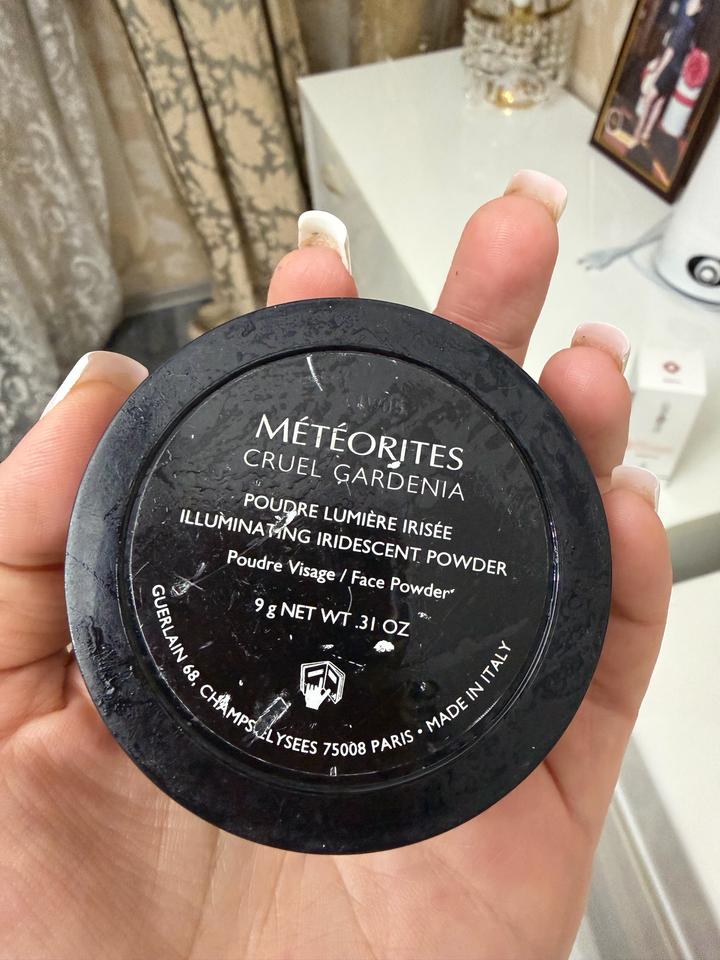 MÉTÉORITES
CRUEL GARDENIA
POUDRE LUMIÈRE IRISÉE
ILLUMINATING IRIDESCENT POWDER
Poudre Visage / Face Powder
9 g NET WT .31 OZ
GUERLAIN 68, CHAMPS ELYSEES 75008 PARIS • MADE IN ITALY